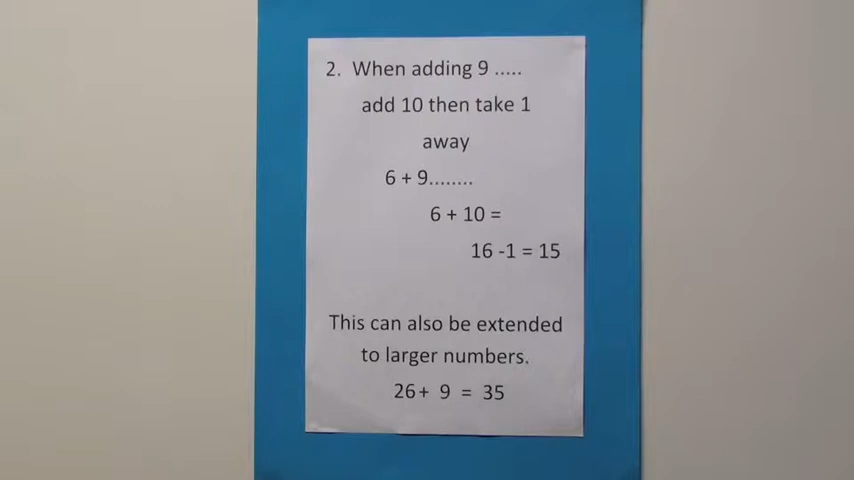 2. When adding 9 .....
add 10 then take 1
away
6 + 9........
6 + 10 =
16 -1 = 15
This can also be extended
to larger numbers.
26+ 9 = 35